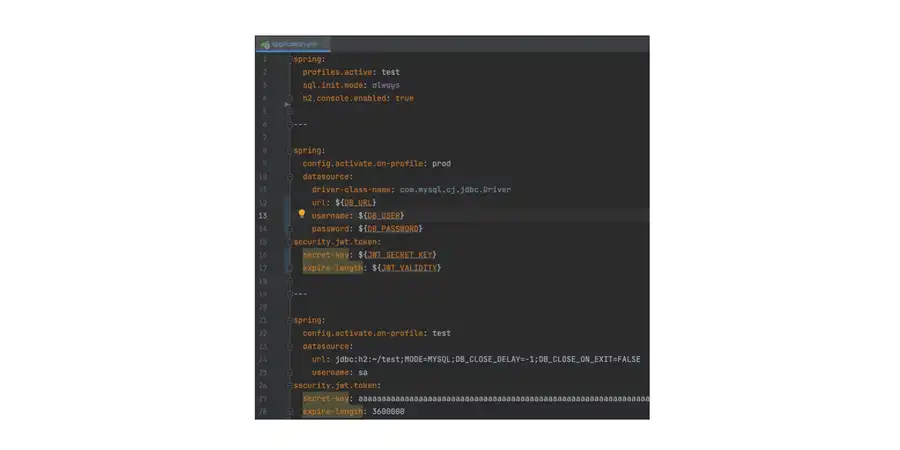 application.yml
1 spring:
2 profiles.active: test
3 sql.init.mode: always
4 h2.console.enabled: true
5
6 ---
7
8 spring:
9 config.activate.on-profile: prod
10 datasource:
11 driver-class-name: com.mysql.cj.jdbc.Driver
12 url: ${DB_URL}
13 username: ${DB_USER}
14 password: ${DB_PASSWORD}
15 security.jwt.token:
16 secret-key: ${JWT_SECRET_KEY}
17 expire-length: ${JWT_VALIDITY}
18
19 ---
20
21 spring:
22 config.activate.on-profile: test
23 datasource:
24 url: jdbc:h2:~/test;MODE=MYSQL;DB_CLOSE_DELAY=-1;DB_CLOSE_ON_EXIT=FALSE
25 username: sa
26 security.jwt.token:
secret-key: aaaaaaaaaaaaaaaaaaaaaaaaaaaaaaaaaaaaaaaaaaaaaaaaaaaaaaaaaaaaaaaa
28 expire-length: 3600000